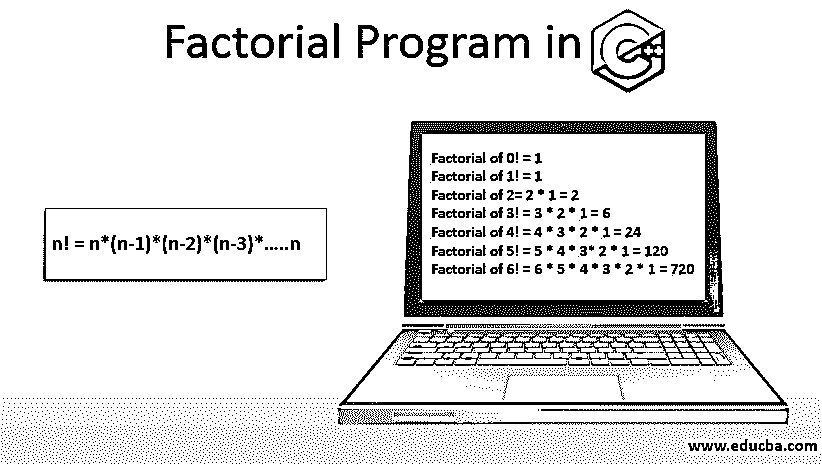 Factorial Program in C++
n! = n*(n-1)*(n-2)*(n-3)*.....n
Factorial of 0! = 1
Factorial of 1! = 1
Factorial of 2= 2 * 1 = 2
Factorial of 3! = 3 * 2 * 1 = 6
Factorial of 4! = 4 * 3 * 2 * 1 = 24
Factorial of 5! = 5 * 4 * 3* 2 * 1 = 120
Factorial of 6! = 6 * 5 * 4 * 3 * 2 * 1 = 720
www.educba.com